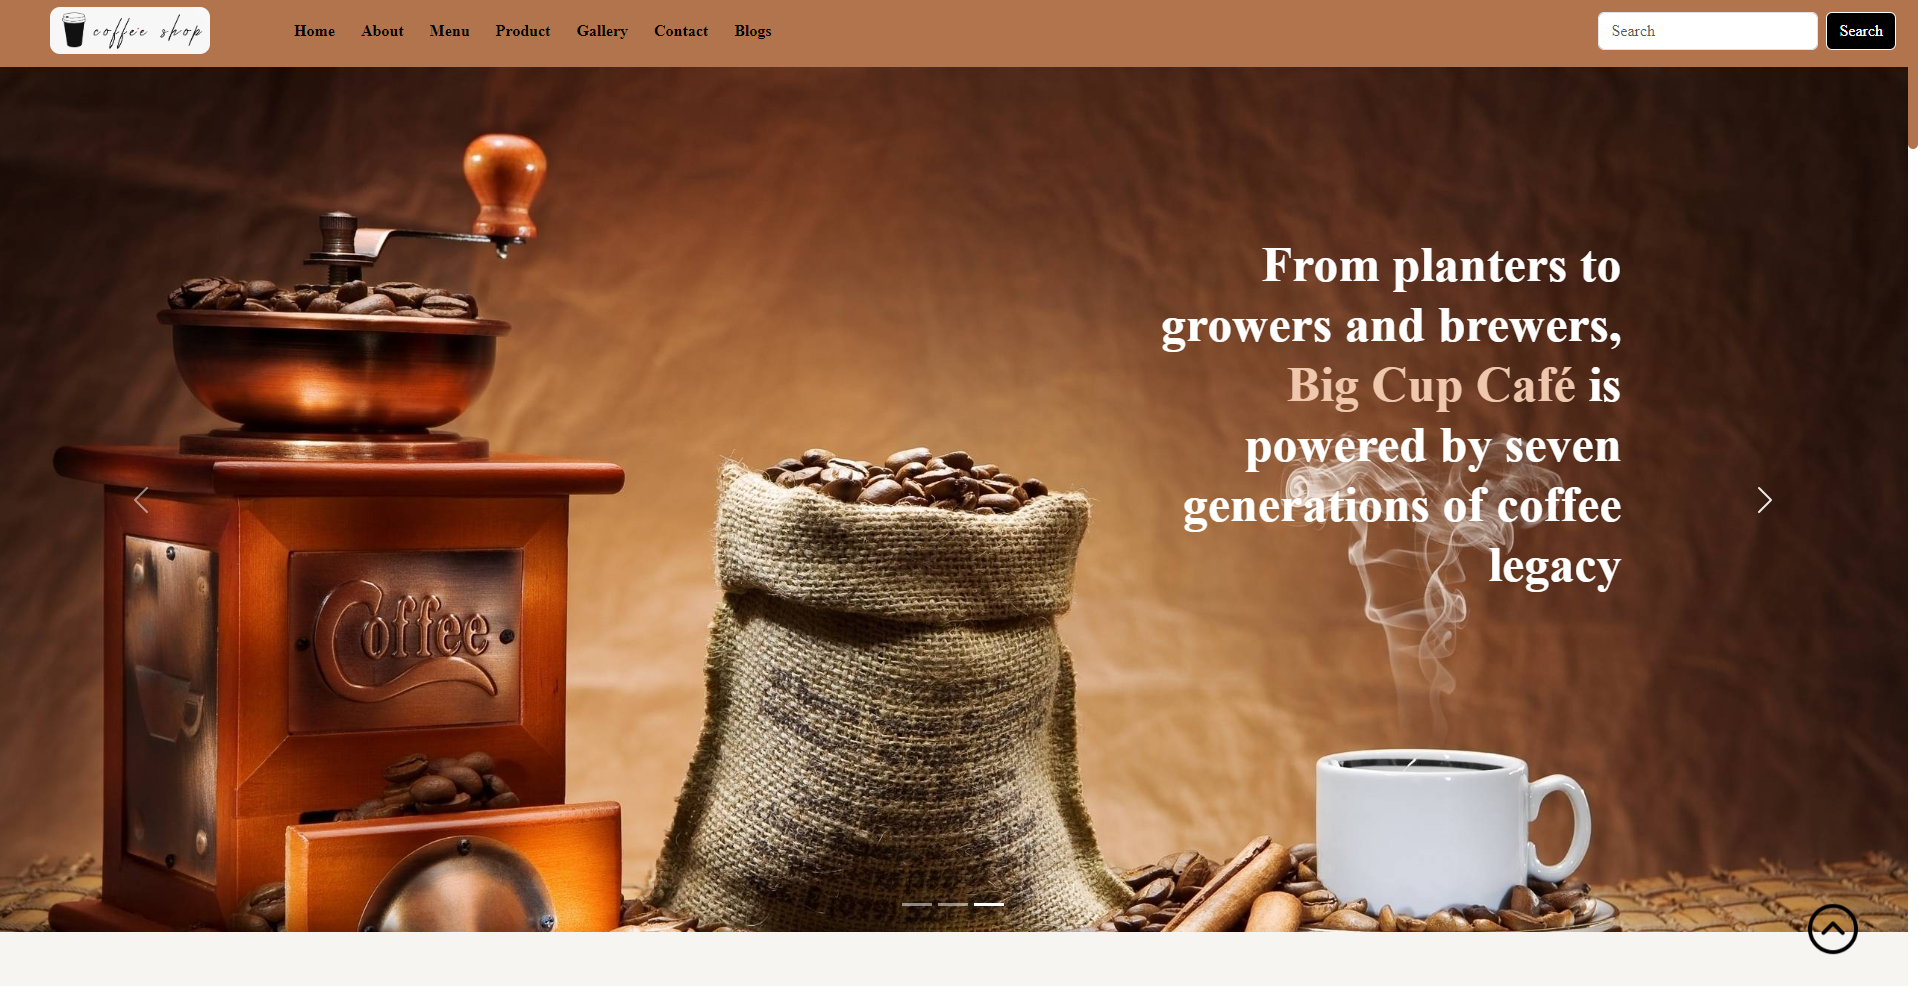 coffee shop
Home About Menu Product Gallery Contact Blogs
Search
Search
From planters to
growers and brewers,
Big Cup Café is
powered by seven
generations of coffee
legacy
Coffee